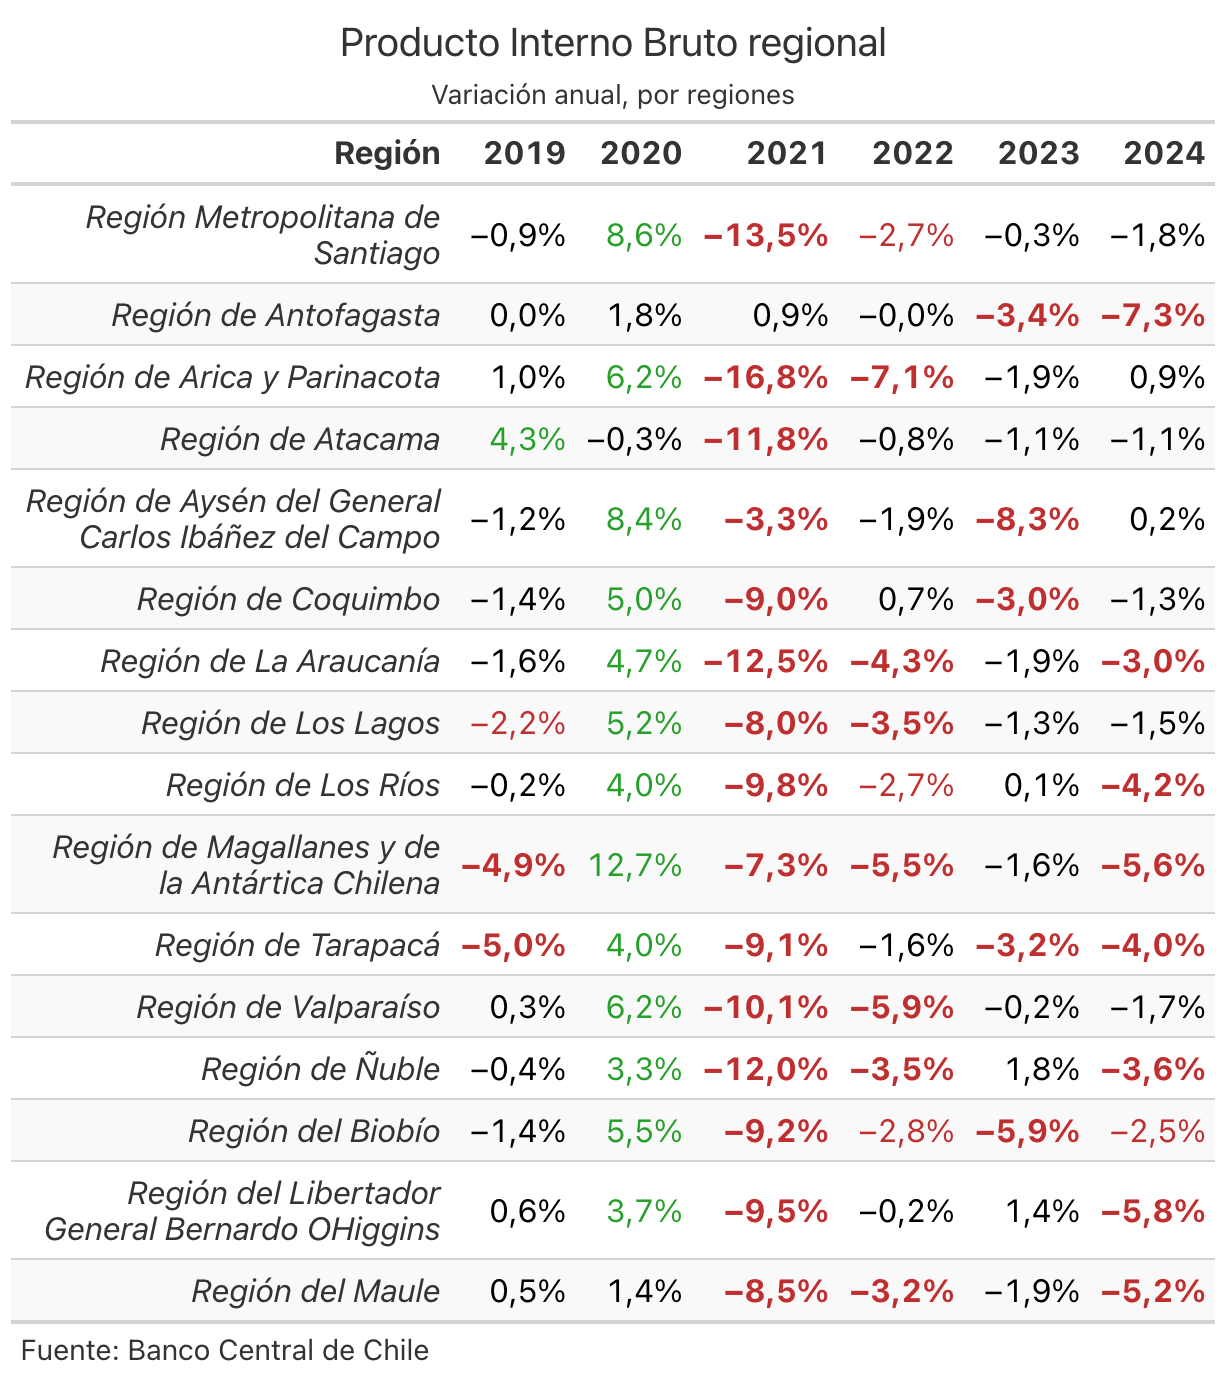 Producto Interno Bruto regional
Variación anual, por regiones
Región 2019 2020 2021 2022 2023 2024
Región Metropolitana de
Santiago −0,9% 8,6% −13,5% −2,7% −0,3% −1,8%
Región de Antofagasta 0,0% 1,8% 0,9% −0,0% −3,4% −7,3%
Región de Arica y Parinacota 1,0% 6,2% −16,8% −7,1% −1,9% 0,9%
Región de Atacama 4,3% −0,3% −11,8% −0,8% −1,1% −1,1%
Región de Aysén del General
Carlos Ibáñez del Campo −1,2% 8,4% −3,3% −1,9% −8,3% 0,2%
Región de Coquimbo −1,4% 5,0% −9,0% 0,7% −3,0% −1,3%
Región de La Araucanía −1,6% 4,7% −12,5% −4,3% −1,9% −3,0%
Región de Los Lagos −2,2% 5,2% −8,0% −3,5% −1,3% −1,5%
Región de Los Ríos −0,2% 4,0% −9,8% −2,7% 0,1% −4,2%
Región de Magallanes y de
la Antártica Chilena −4,9% 12,7% −7,3% −5,5% −1,6% −5,6%
Región de Tarapacá −5,0% 4,0% −9,1% −1,6% −3,2% −4,0%
Región de Valparaíso 0,3% 6,2% −10,1% −5,9% −0,2% −1,7%
Región de Ñuble −0,4% 3,3% −12,0% −3,5% 1,8% −3,6%
Región del Biobío −1,4% 5,5% −9,2% −2,8% −5,9% −2,5%
Región del Libertador
General Bernardo OHiggins 0,6% 3,7% −9,5% −0,2% 1,4% −5,8%
Región del Maule 0,5% 1,4% −8,5% −3,2% −1,9% −5,2%
Fuente: Banco Central de Chile